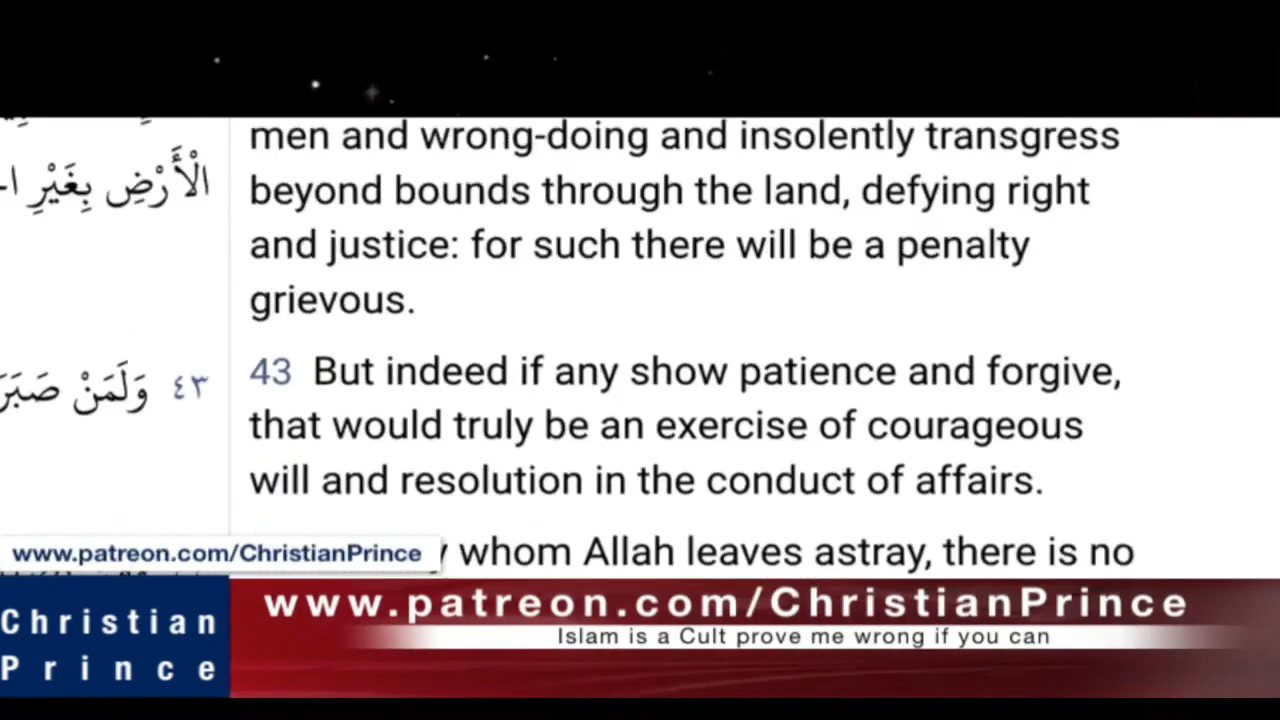 men and wrong-doing and insolently transgress
الْأَرْضِ بِغَيْرِ
beyond bounds through the land, defying right
and justice: for such there will be a penalty
grievous.
٤٣ وَلَمَنْ صَبَرَ
43 But indeed if any show patience and forgive,
that would truly be an exercise of courageous
will and resolution in the conduct of affairs.
whom Allah leaves astray, there is no
www.patreon.com/ChristianPrince
www.patreon.com/ChristianPrince
Islam is a Cult prove me wrong if you can
Christian
Prince